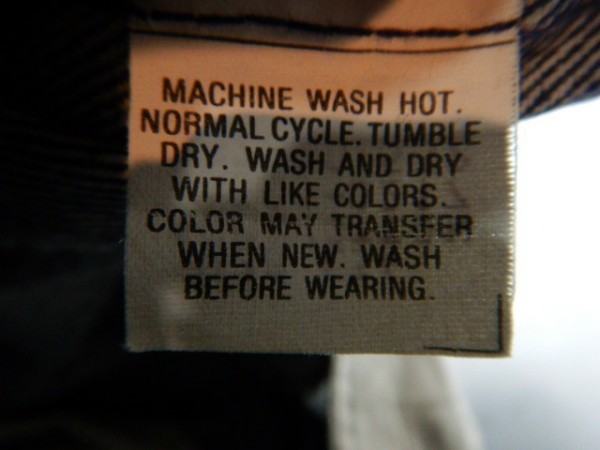 MACHINE WASH HOT.
NORMAL CYCLE. TUMBLE
DRY. WASH AND DRY
WITH LIKE COLORS.
COLOR MAY TRANSFER
WHEN NEW. WASH
BEFORE WEARING.